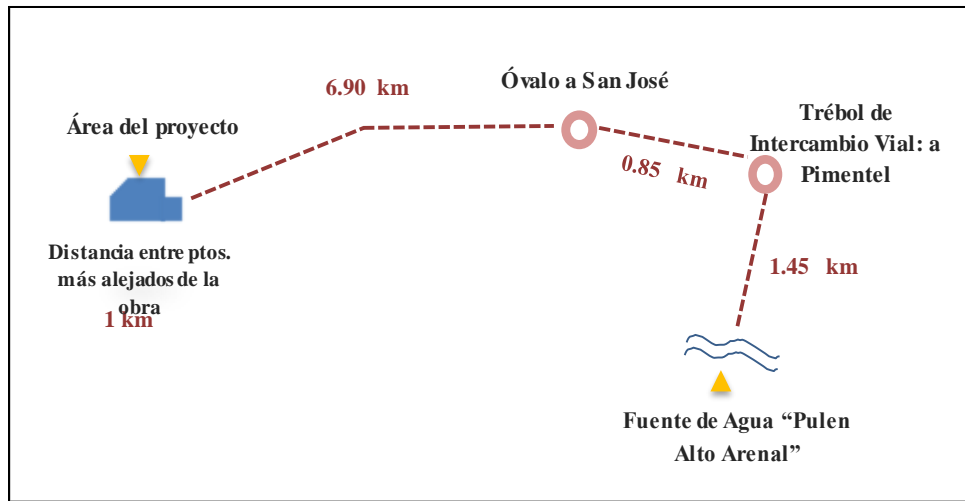 Óvalo a San José
6.90 km
Trébol de
Intercambio Vial: a
Pimentel
Área del proyecto
0.85 km
Distancia entre ptos.
más alejados de la
obra
1 km
1.45 km
Fuente de Agua “Pulen
Alto Arenal”